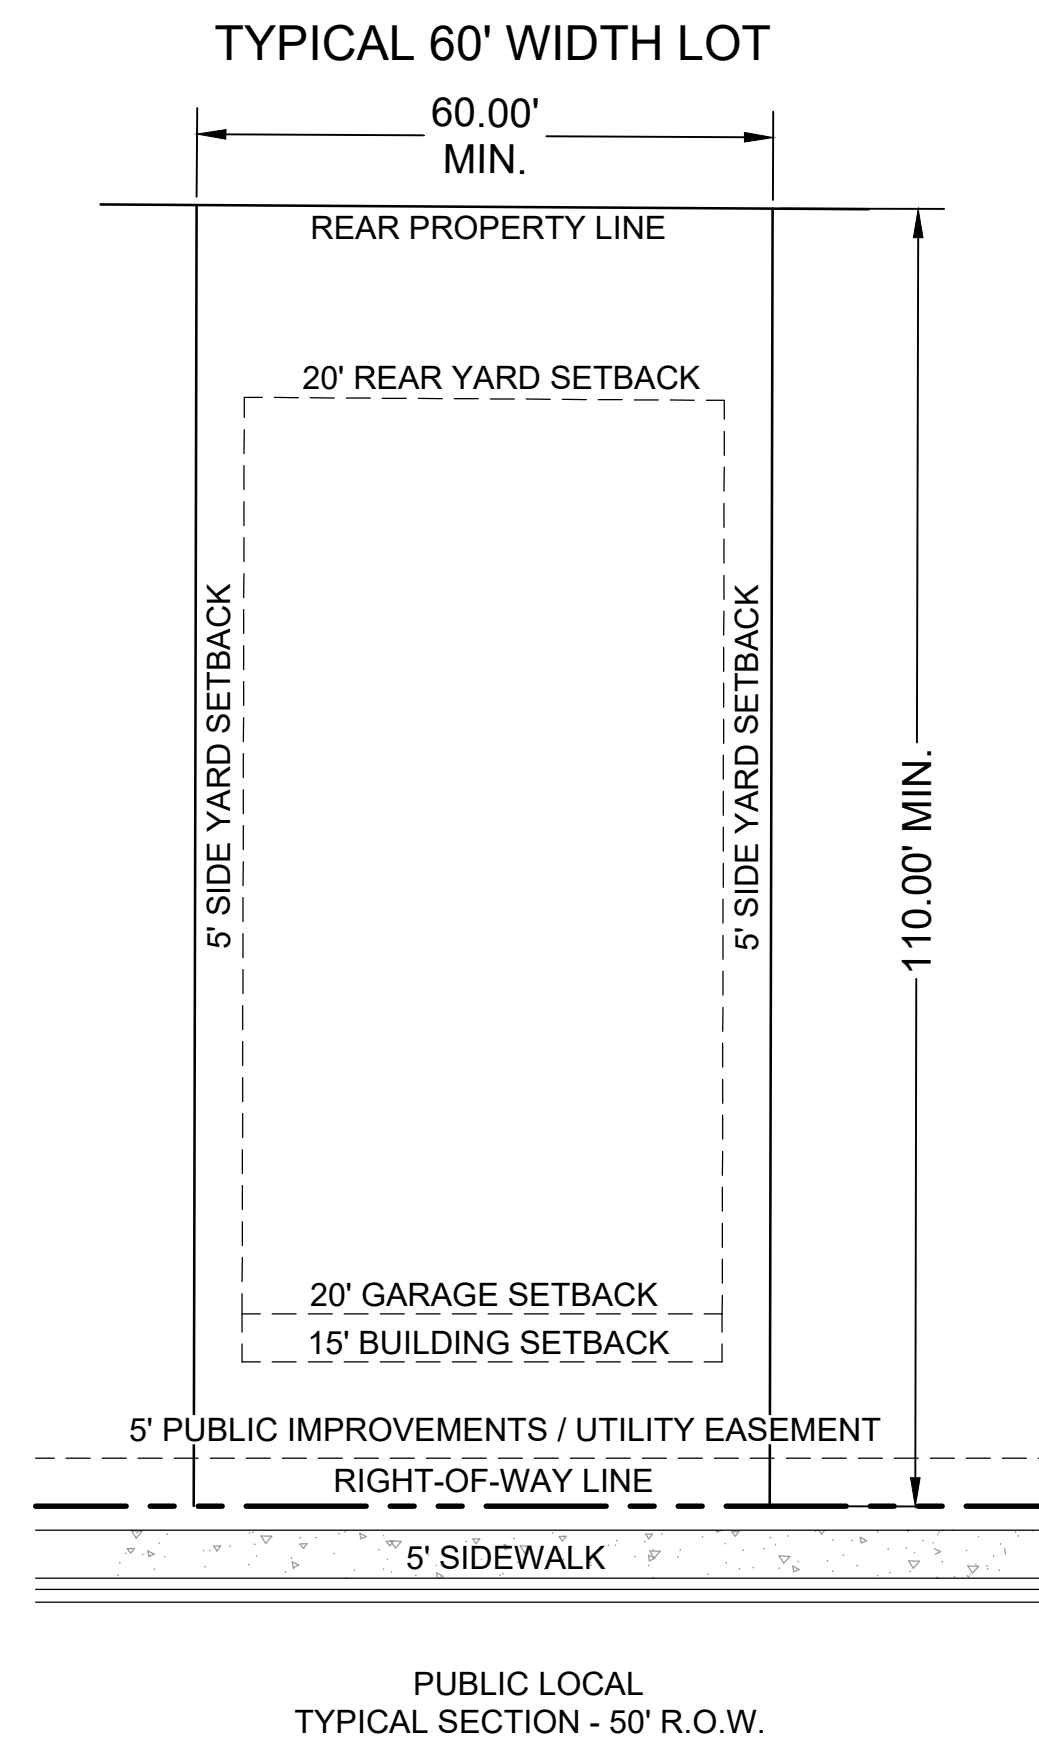 TYPICAL 60' WIDTH LOT
60.00'
MIN.
REAR PROPERTY LINE
20' REAR YARD SETBACK
5' SIDE YARD SETBACK
5' SIDE YARD SETBACK
110.00' MIN.
20' GARAGE SETBACK
15' BUILDING SETBACK
5' PUBLIC IMPROVEMENTS / UTILITY EASEMENT
RIGHT-OF-WAY LINE
5' SIDEWALK
PUBLIC LOCAL
TYPICAL SECTION - 50' R.O.W.